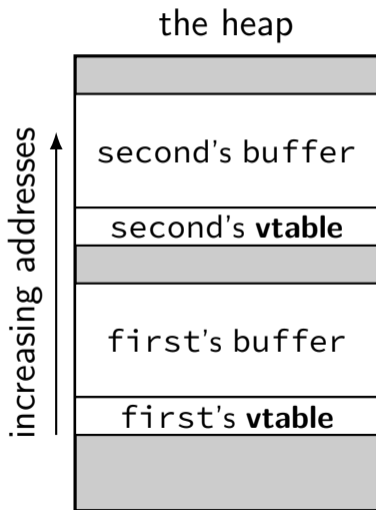 the heap
increasing addresses
second's buffer
second's vtable
first's buffer
first's vtable